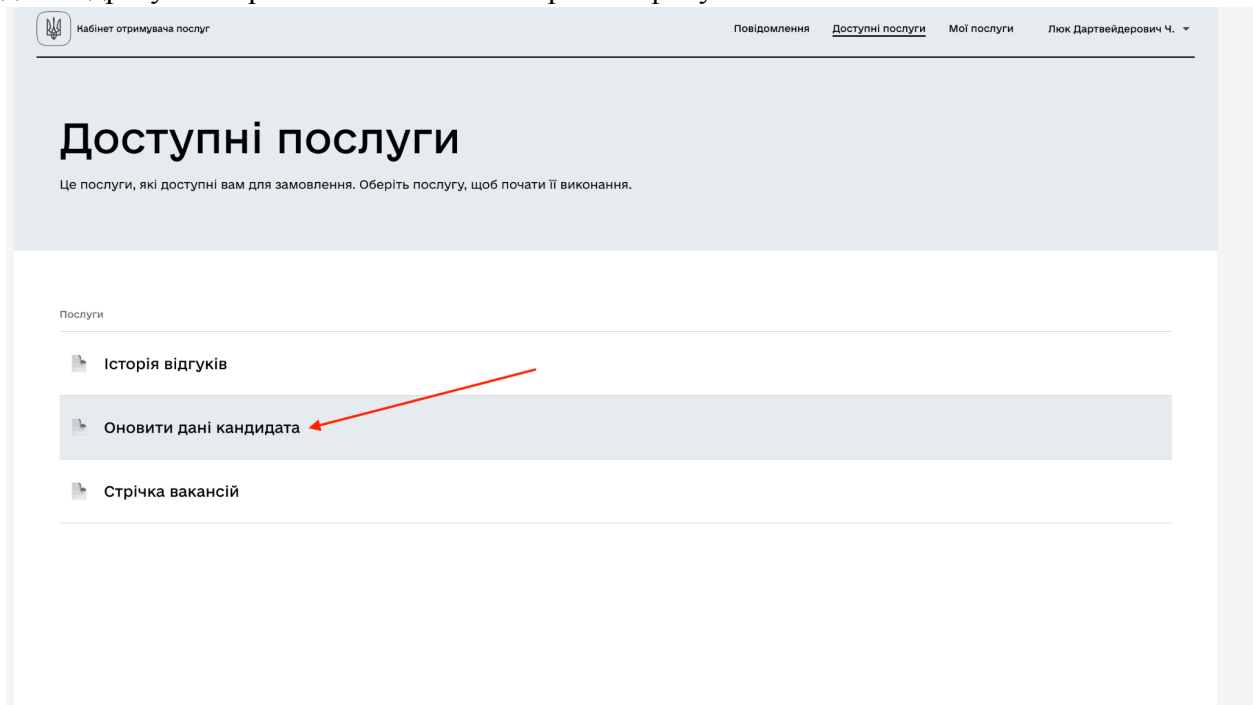 Кабінет отримувача послуг
Повідомлення Доступні послуги Мої послуги Люк Дартвейдерович Ч.
Доступні послуги
Це послуги, які доступні вам для замовлення. Оберіть послугу, щоб почати її виконання.
Послуги
Історія відгуків
Оновити дані кандидата
Стрічка вакансій